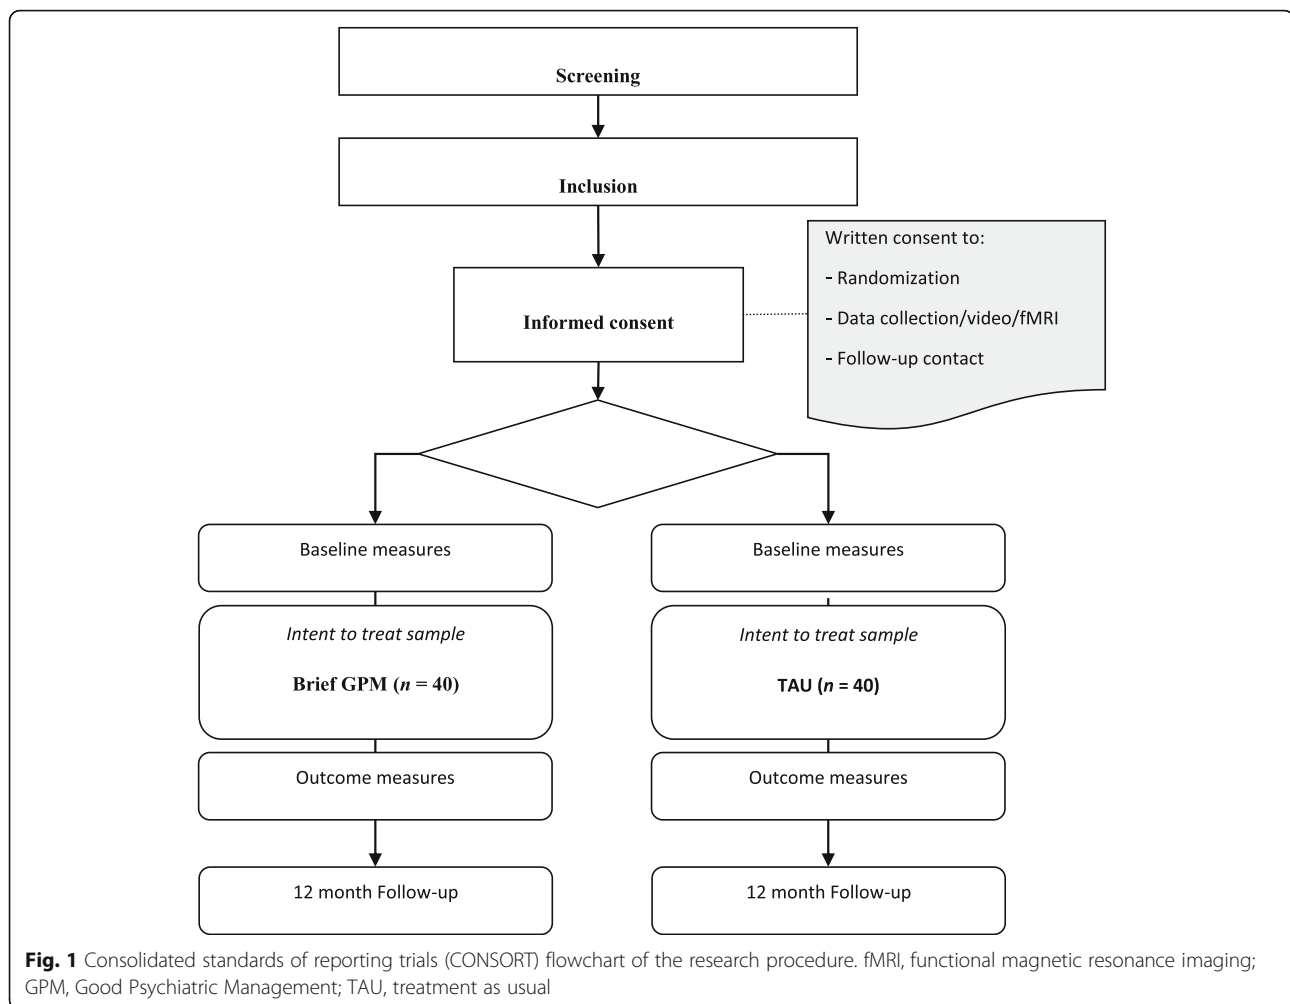 Screening
Inclusion
Informed consent
Written consent to:
- Randomization
- Data collection/video/fMRI
- Follow-up contact
Baseline measures
Baseline measures
Intent to treat sample
Brief GPM (n = 40)
Intent to treat sample
TAU (n = 40)
Outcome measures
Outcome measures
12 month Follow-up
12 month Follow-up
Fig. 1 Consolidated standards of reporting trials (CONSORT) flowchart of the research procedure. fMRI, functional magnetic resonance imaging;
GPM, Good Psychiatric Management; TAU, treatment as usual